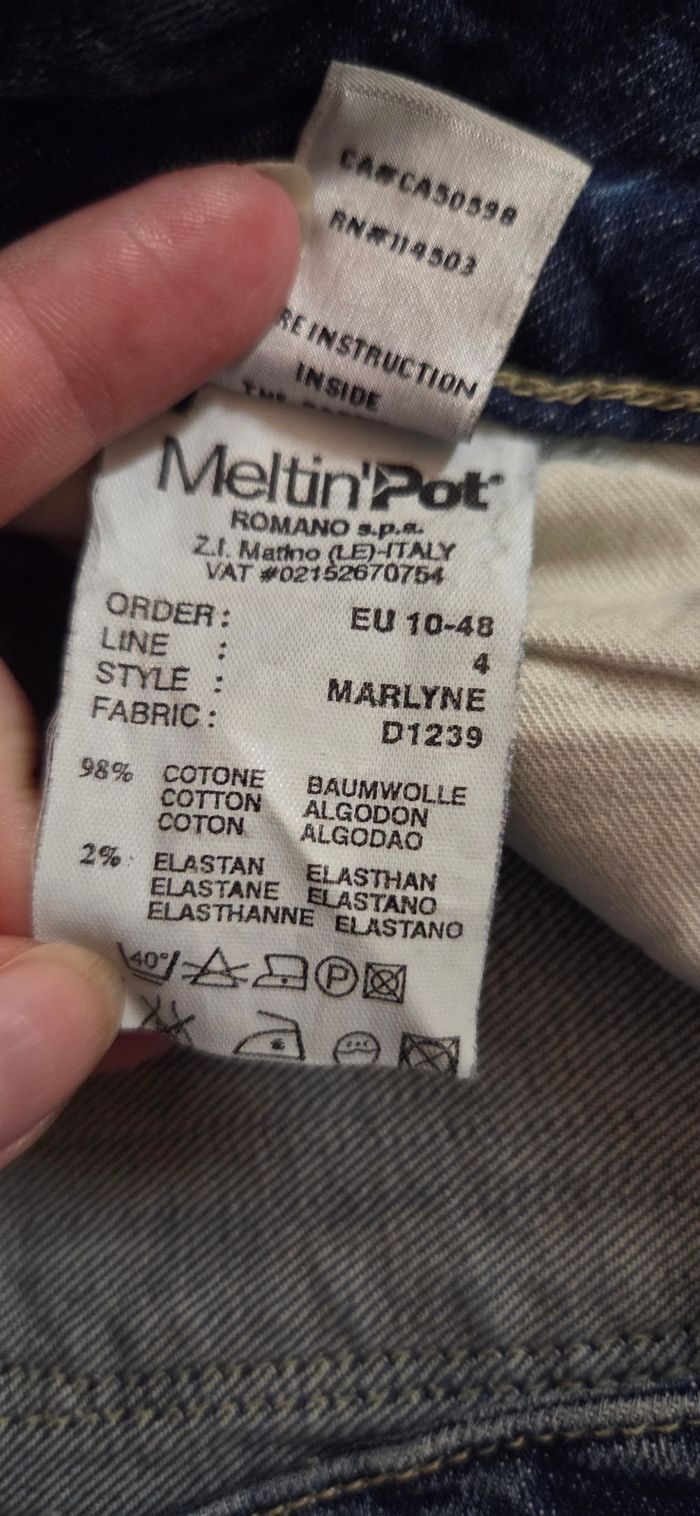 CA#CA50598
RN#114503
RE INSTRUCTION
INSIDE
Meltin'Pot
ROMANO s.p.a.
Z.I. Matino (LE)-ITALY
VAT #02152670754
ORDER: EU 10-48
LINE : 4
STYLE : MARLYNE
FABRIC: D1239
98% COTONE BAUMWOLLE
COTTON ALGODON
COTON ALGODAO
2% ELASTAN ELASTHAN
ELASTANE ELASTANO
ELASTHANNE ELASTANO
40°
P